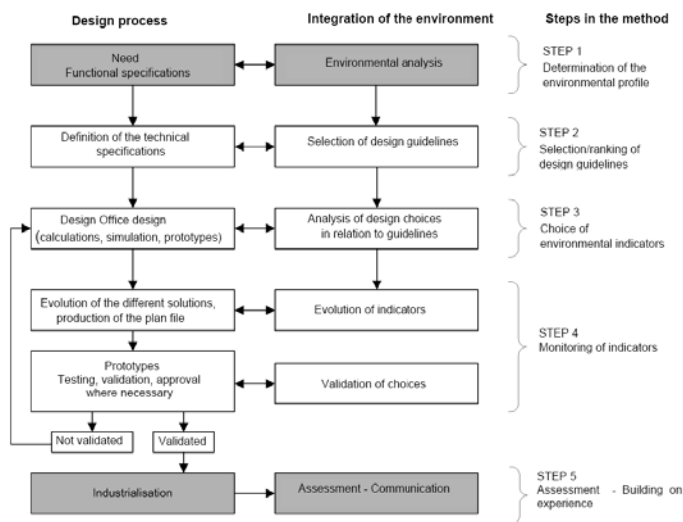 Design process
Integration of the environment
Steps in the method
Need
Functional specifications
Environmental analysis
STEP 1
Determination of the
environmental profile
Definition of the technical
specifications
Selection of design guidelines
STEP 2
Selection/ranking of
design guidelines
Design Office design
(calculations, simulation, prototypes)
Analysis of design choices
in relation to guidelines
STEP 3
Choice of
environmental indicators
Evolution of the different solutions,
production of the plan file
Evolution of indicators
STEP 4
Monitoring of indicators
Prototypes
Testing, validation, approval
where necessary
Validation of choices
Not validated
Validated
Industrialisation
Assessment - Communication
STEP 5
Assessment - Building on
experience